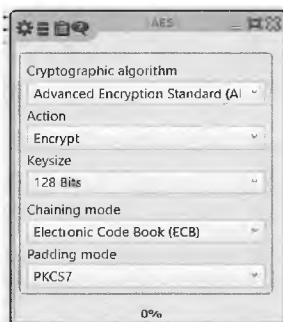 AES
Cryptographic algorithm
Advanced Encryption Standard (Al
Action
Encrypt
Keysize
128 Bits
Chaining mode
Electronic Code Book (ECB)
Padding mode
PKCS7
0%